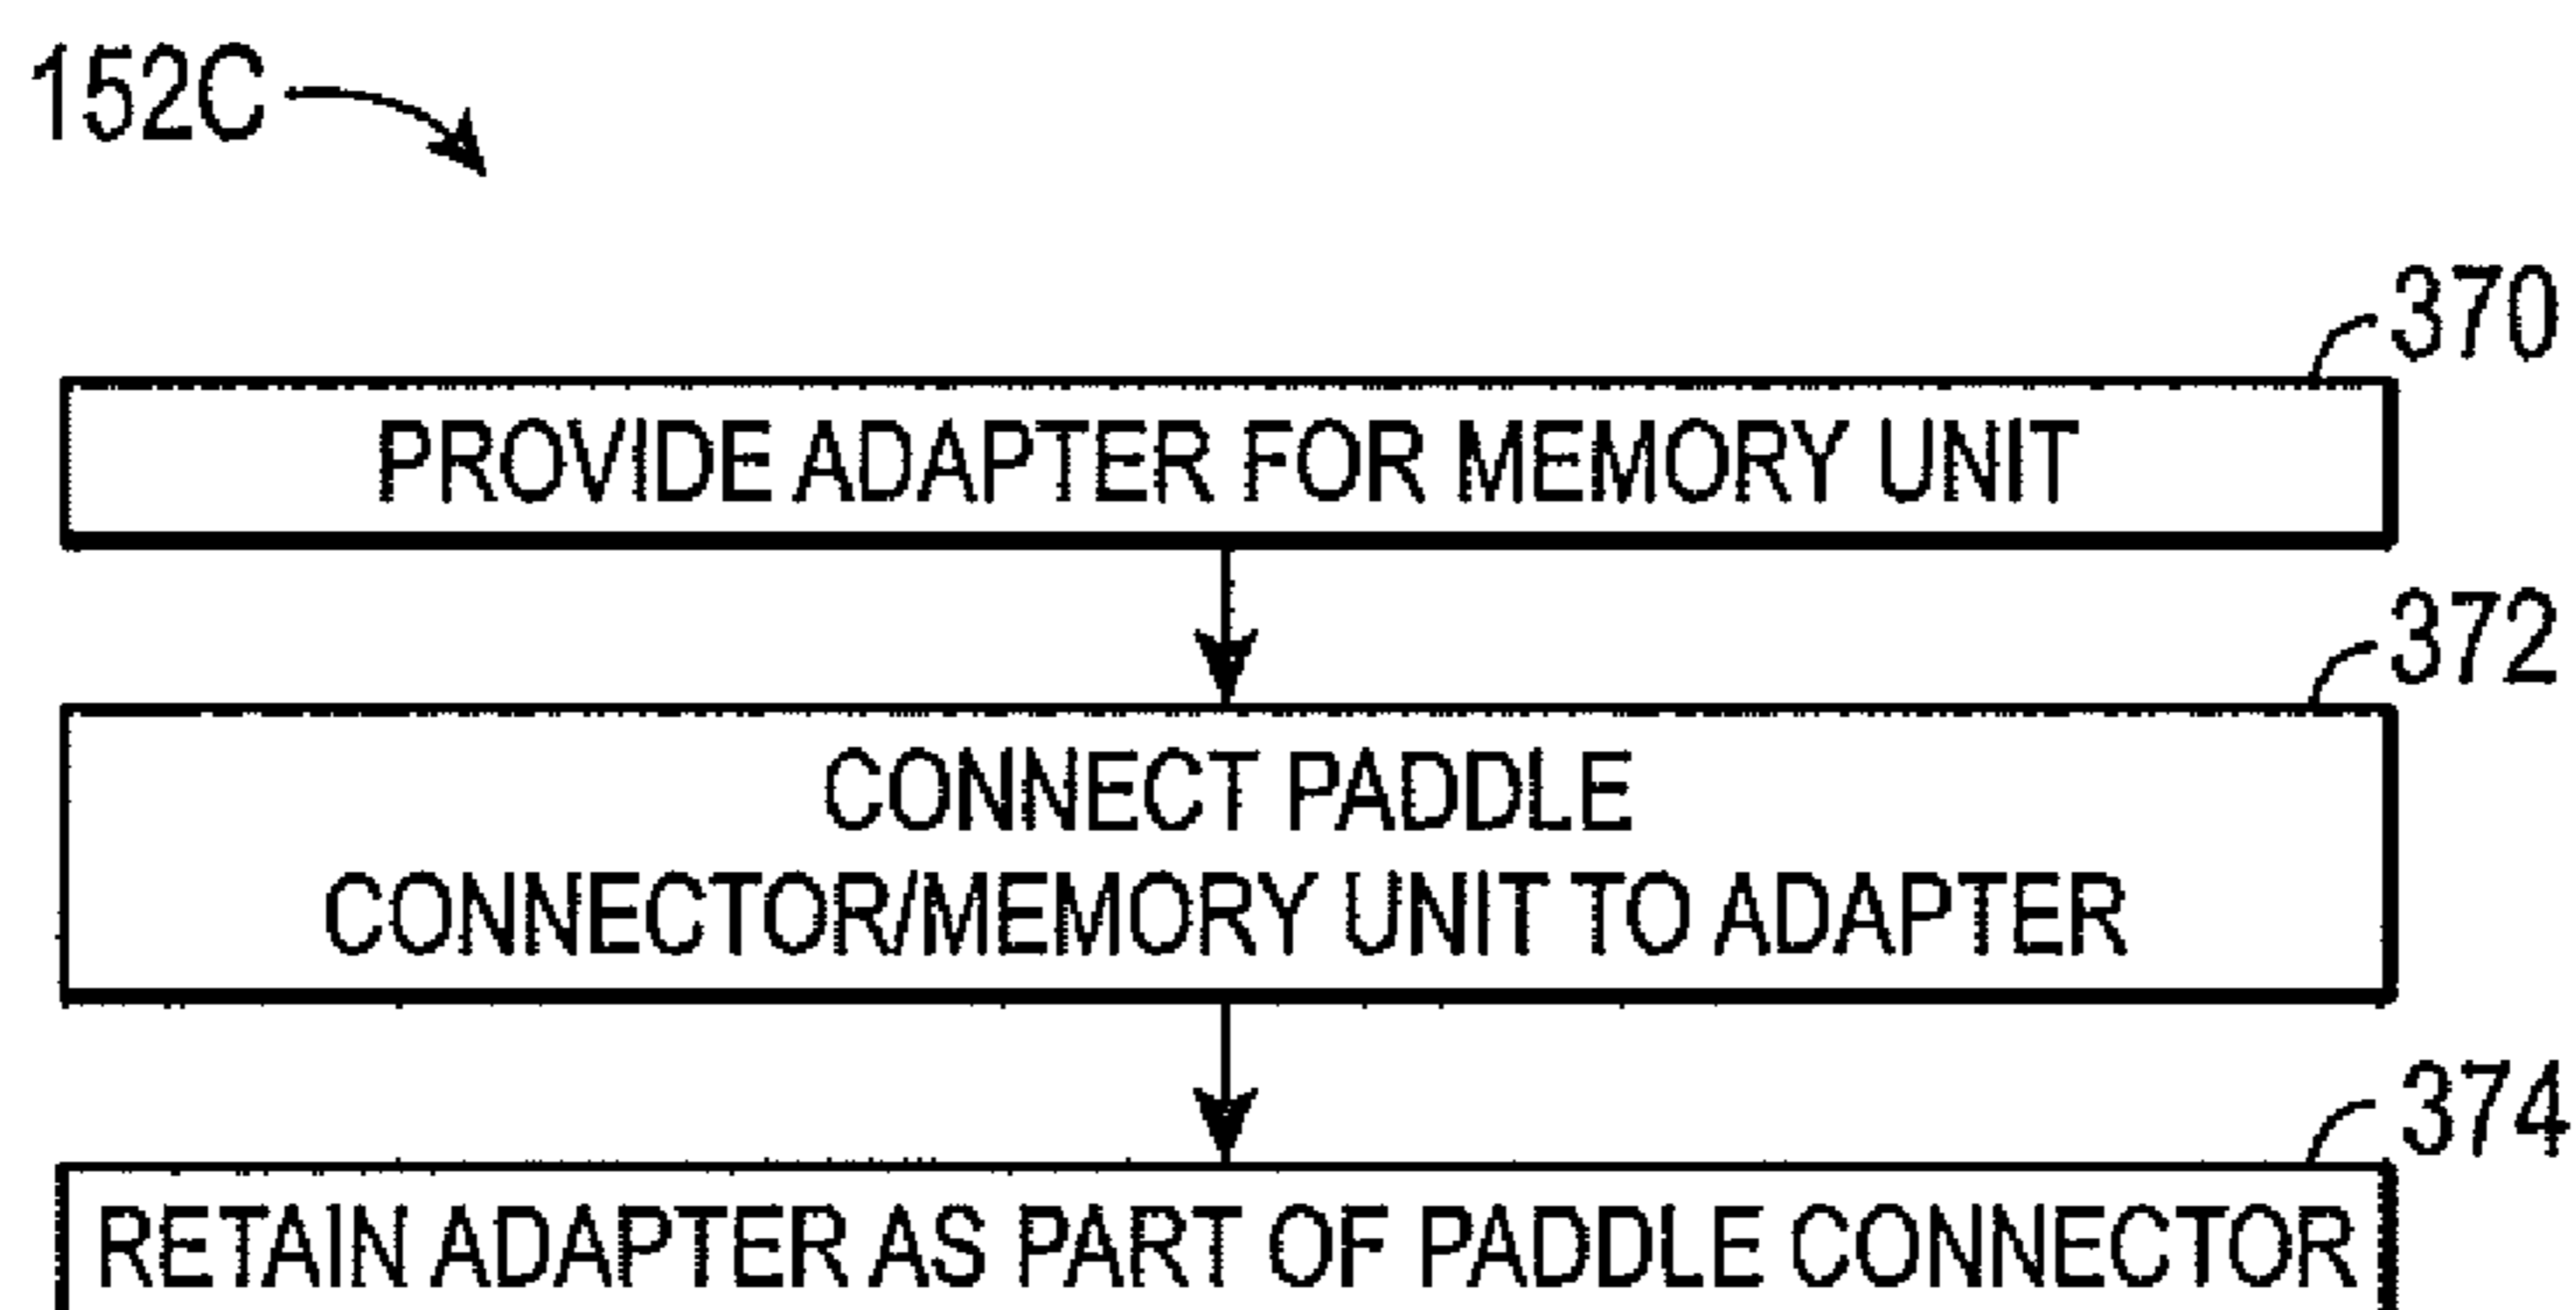 152C
370
PROVIDE ADAPTER FOR MEMORY UNIT
372
CONNECT PADDLE
CONNECTOR/MEMORY UNIT TO ADAPTER
374
RETAIN ADAPTER AS PART OF PADDLE CONNECTOR